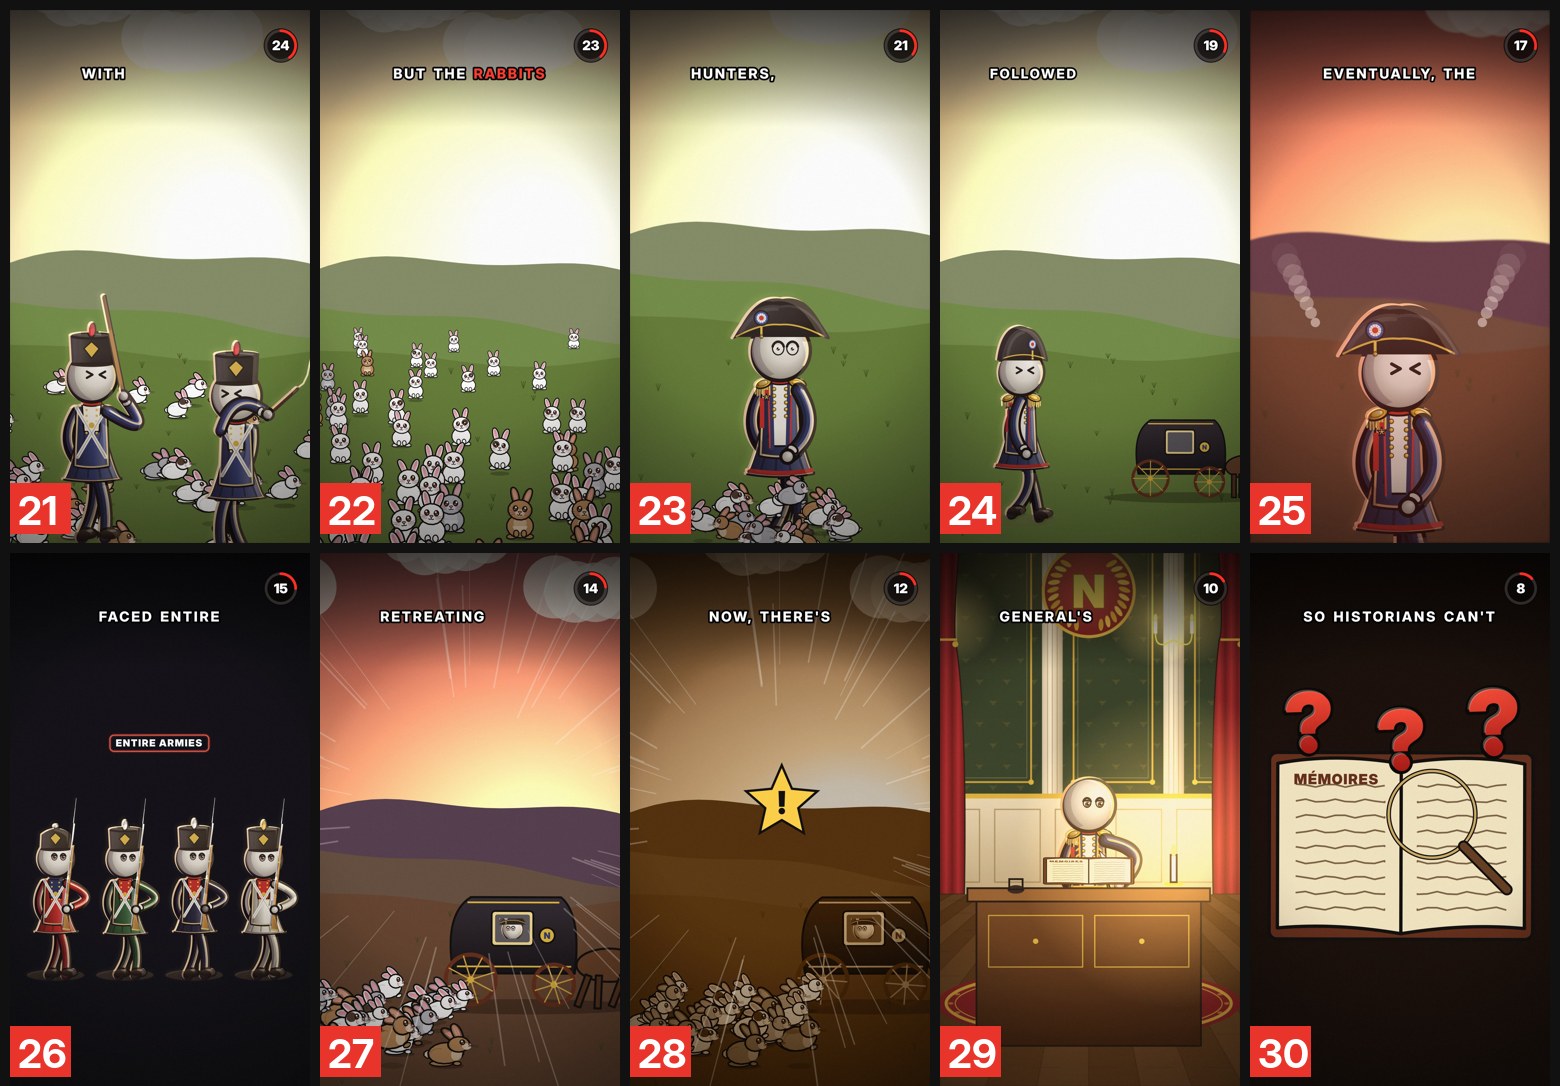 24
WITH
21
23
BUT THE RABBITS
22
21
HUNTERS,
23
19
FOLLOWED
N
24
17
EVENTUALLY, THE
25
15
FACED ENTIRE
ENTIRE ARMIES
26
14
RETREATING
N
27
12
NOW, THERE'S
!
N
28
10
N
GENERAL'S
29
8
SO HISTORIANS CAN'T
? ? ?
MÉMOIRES
30